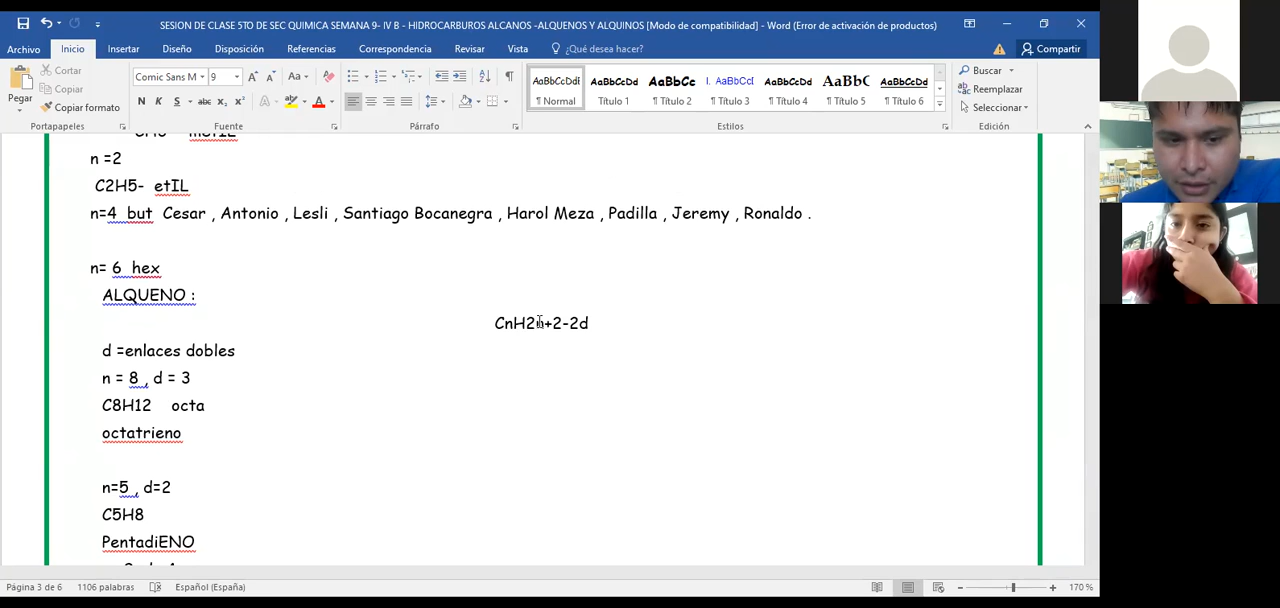 SESION DE CLASE 5TO DE SEC QUIMICA SEMANA 9- IV B - HIDROCARBUROS ALCANOS -ALQUENOS Y ALQUINOS [Modo de compatibilidad] - Word (Error de activación de productos)
Archivo Inicio Insertar Diseño Disposición Referencias Correspondencia Revisar Vista ¿Qué desea hacer? Compartir
Pegar
Cortar
Copiar
Copiar formato
Portapapeles
Comic Sans M 9
Fuente
Párrafo
AaBbCcDdE AaBbCcDd AaBbCc I. AaBbCcD AaBbCcDd AaBbC AaBbCcDd
¶ Normal ¶ Título 1 ¶ Título 2 ¶ Título 3 ¶ Título 4 ¶ Título 5 ¶ Título 6
Estilos
Buscar
Reemplazar
Seleccionar
Edición
n =2
C2H5- etIL
n=4 but Cesar , Antonio , Lesli , Santiago Bocanegra , Harol Meza , Padilla , Jeremy , Ronaldo .
n= 6 hex
ALQUENO :
CnH2n+2-2d
d =enlaces dobles
n = 8 , d = 3
C8H12 octa
octatrieno
n=5 , d=2
C5H8
PentadiENO
Página 3 de 6 1106 palabras Español (España) 170 %